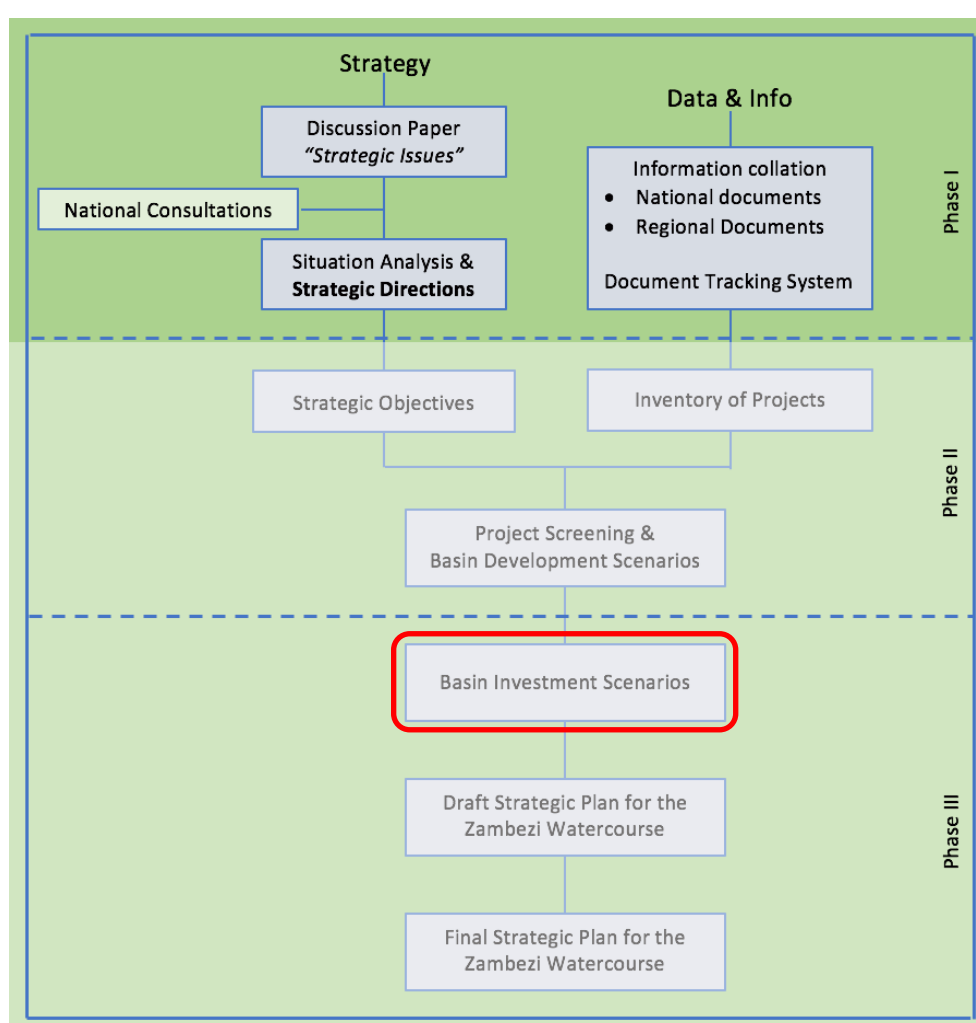 Strategy
Data & Info
Discussion Paper
“Strategic Issues”
National Consultations
Situation Analysis &
Strategic Directions
Information collation
• National documents
• Regional Documents
Document Tracking System
Phase I
Strategic Objectives
Inventory of Projects
Project Screening &
Basin Development Scenarios
Phase II
Basin Investment Scenarios
Draft Strategic Plan for the
Zambezi Watercourse
Final Strategic Plan for the
Zambezi Watercourse
Phase III